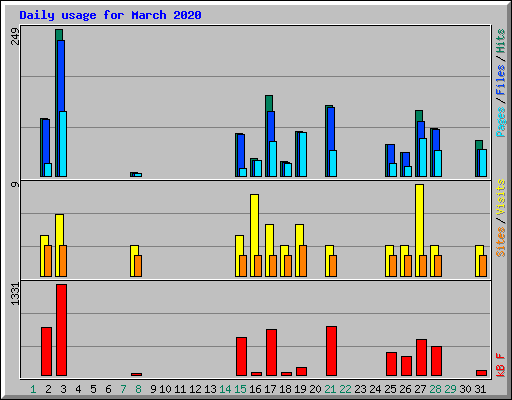 Daily usage for March 2020
249
Pages / Files / Hits
9
Sites / Visits
1331
kB F
1 2 3 4 5 6 7 8 9 10 11 12 13 14 15 16 17 18 19 20 21 22 23 24 25 26 27 28 29 30 31